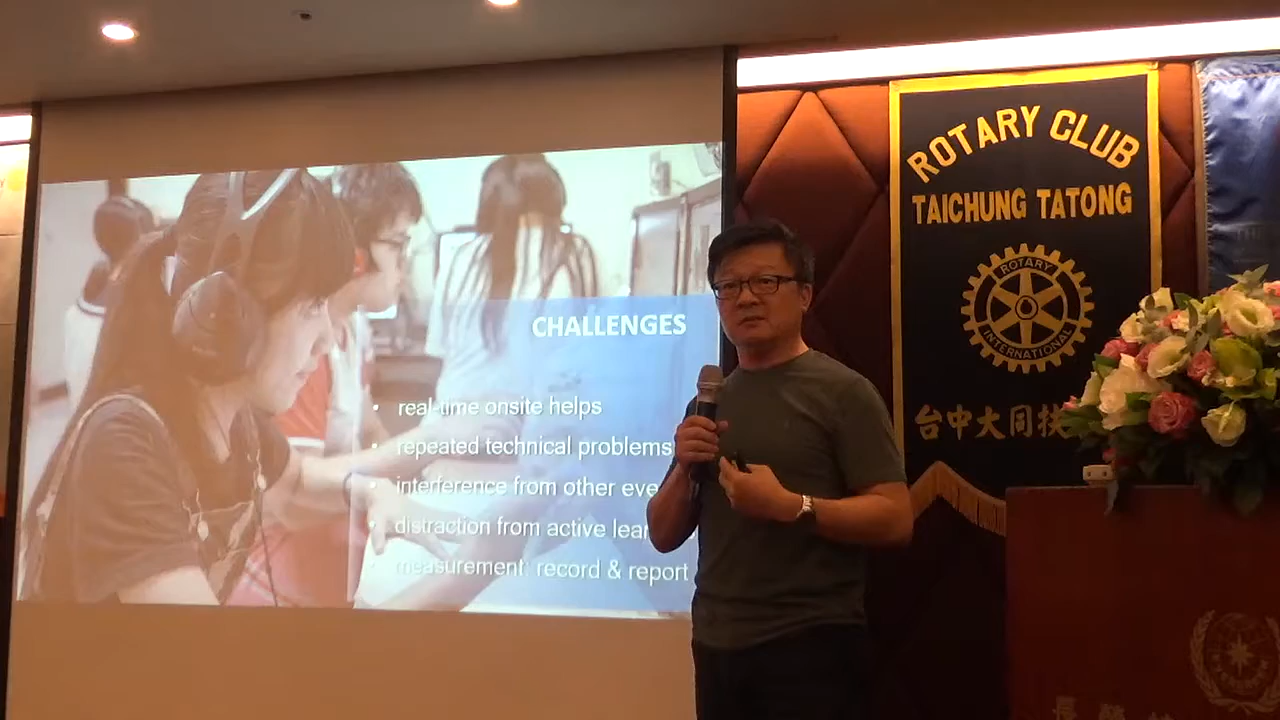 CHALLENGES
• real-time onsite helps
• repeated technical problems
• interference from other eve
• distraction from active lear
• measurement: record & report
ROTARY CLUB
TAICHUNG TATONG
ROTARY
INTERNATIONAL
台中大同扶